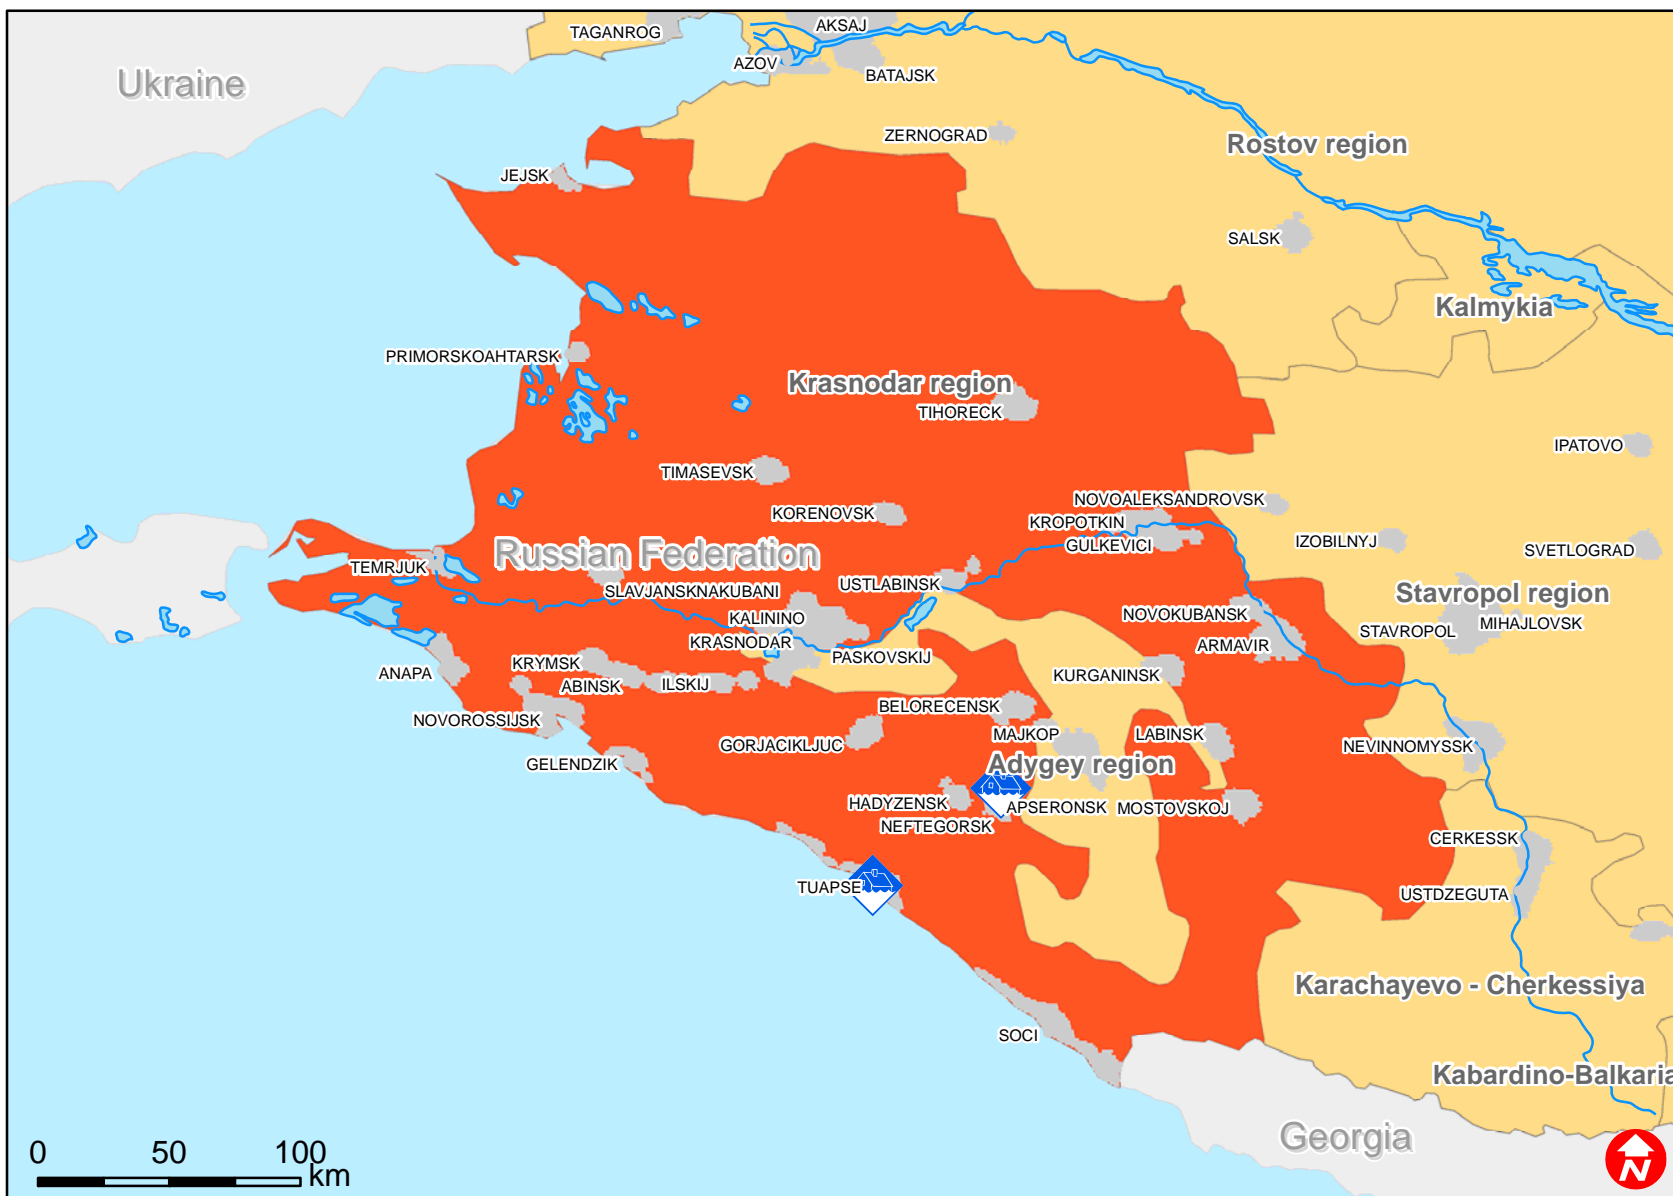 TAGANROG
AKSAJ
AZOV
BATAJSK
Ukraine
ZERNOGRAD
Rostov region
JEJSK
SALSK
Kalmykia
PRIMORSKOAHTARSK
Krasnodar region
TIHORECK
IPATOVO
TIMASEVSK
NOVOALEKSANDROVSK
KORENOVSK
KROPOTKIN
GULKEVICI
IZOBILNYJ
SVETLOGRAD
Russian Federation
TEMRJUK
USTLABINSK
SLAVJANSKNAKUBANI
Stavropol region
NOVOKUBANSK
KALININO
MIHAJLOVSK
STAVROPOL
KRASNODAR
ARMAVIR
PASKOVSKIJ
KRYMSK
ANAPA
KURGANINSK
ABINSK
ILSKIJ
BELORECENSK
NOVOROSSIJSK
MAJKOP
LABINSK
GORJACIKLJUC
NEVINNOMYSSK
GELENDZIK
Adygey region
HADYZENSK
APSERONSK
MOSTOVSKOJ
NEFTEGORSK
CERKESSK
TUAPSE
USTDZEGUTA
Karachayevo - Cherkessiya
SOCI
Kabardino-Balkaria
Georgia
0 50 100
km
N